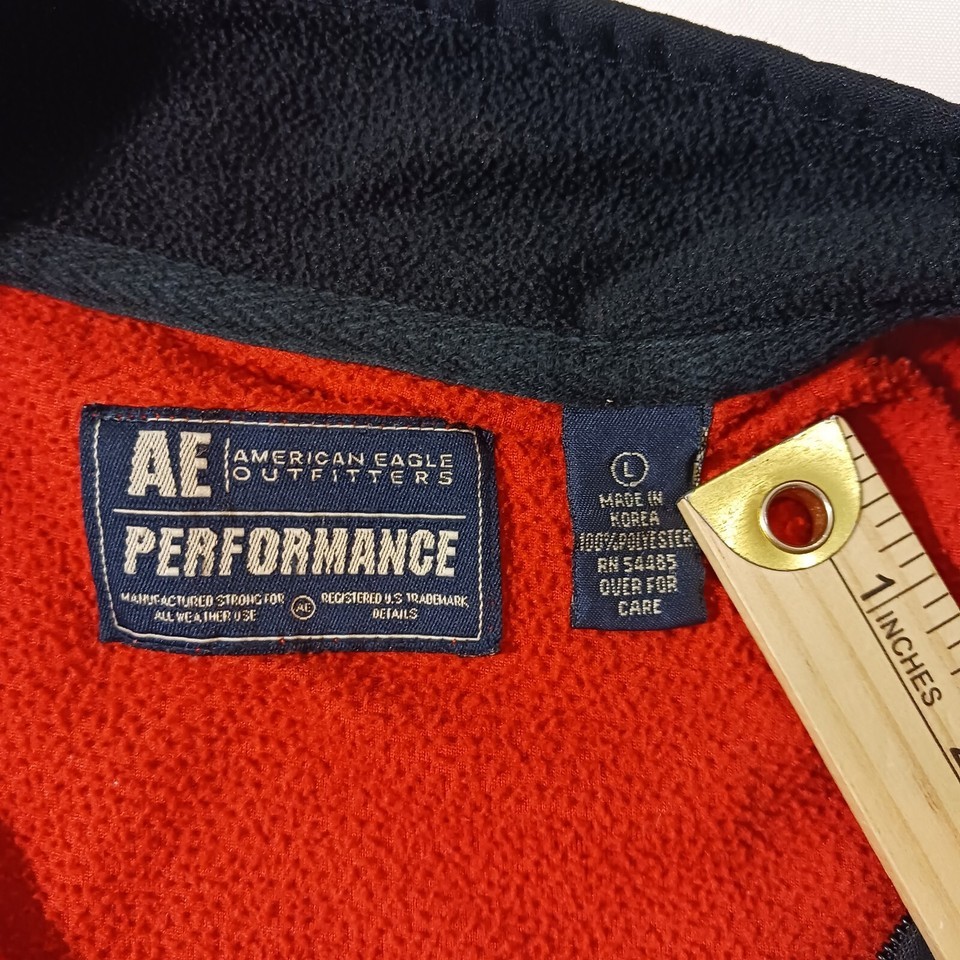 AE
AMERICAN EAGLE
OUTFITTERS
PERFORMANCE
MANUFACTURED STRONG FOR
ALL WEATHER USE
AE
REGISTERED U.S TRADEMARK
DETAILS
L
MADE IN
KOREA
100% POLYESTER
RN 54485
OVER FOR
CARE
1
INCHES